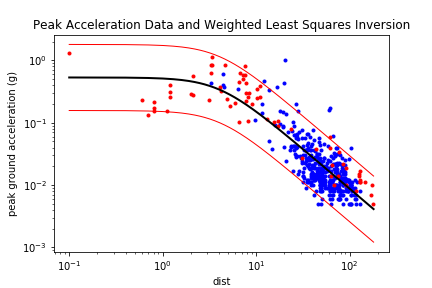 Peak Acceleration Data and Weighted Least Squares Inversion
peak ground acceleration (g)
10⁰
10⁻¹
10⁻²
10⁻³
10⁻¹ 10⁰ 10¹ 10²
dist